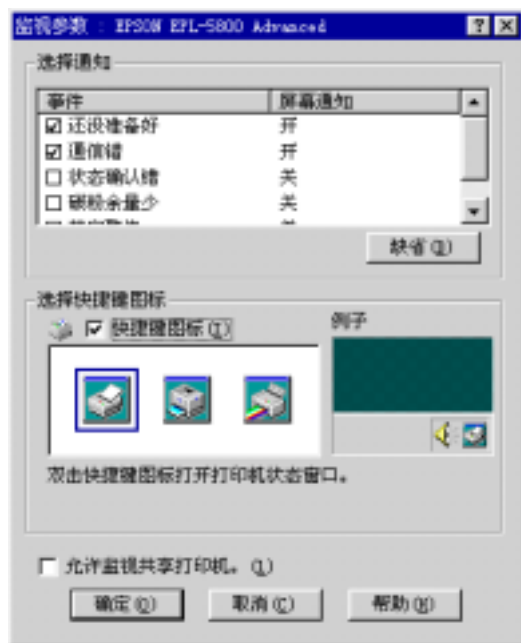 监视参数 : EPSON EPL-5800 Advanced
选择通知
事件 屏幕通知
还没准备好 开
通信错 开
状态确认错 关
碳粉余量少 关
缺省(D)
选择快捷键图标
快捷键图标(I)
例子
双击快捷键图标打开打印机状态窗口。
允许监视共享打印机。(L)
确定(O) 取消(C) 帮助(H)